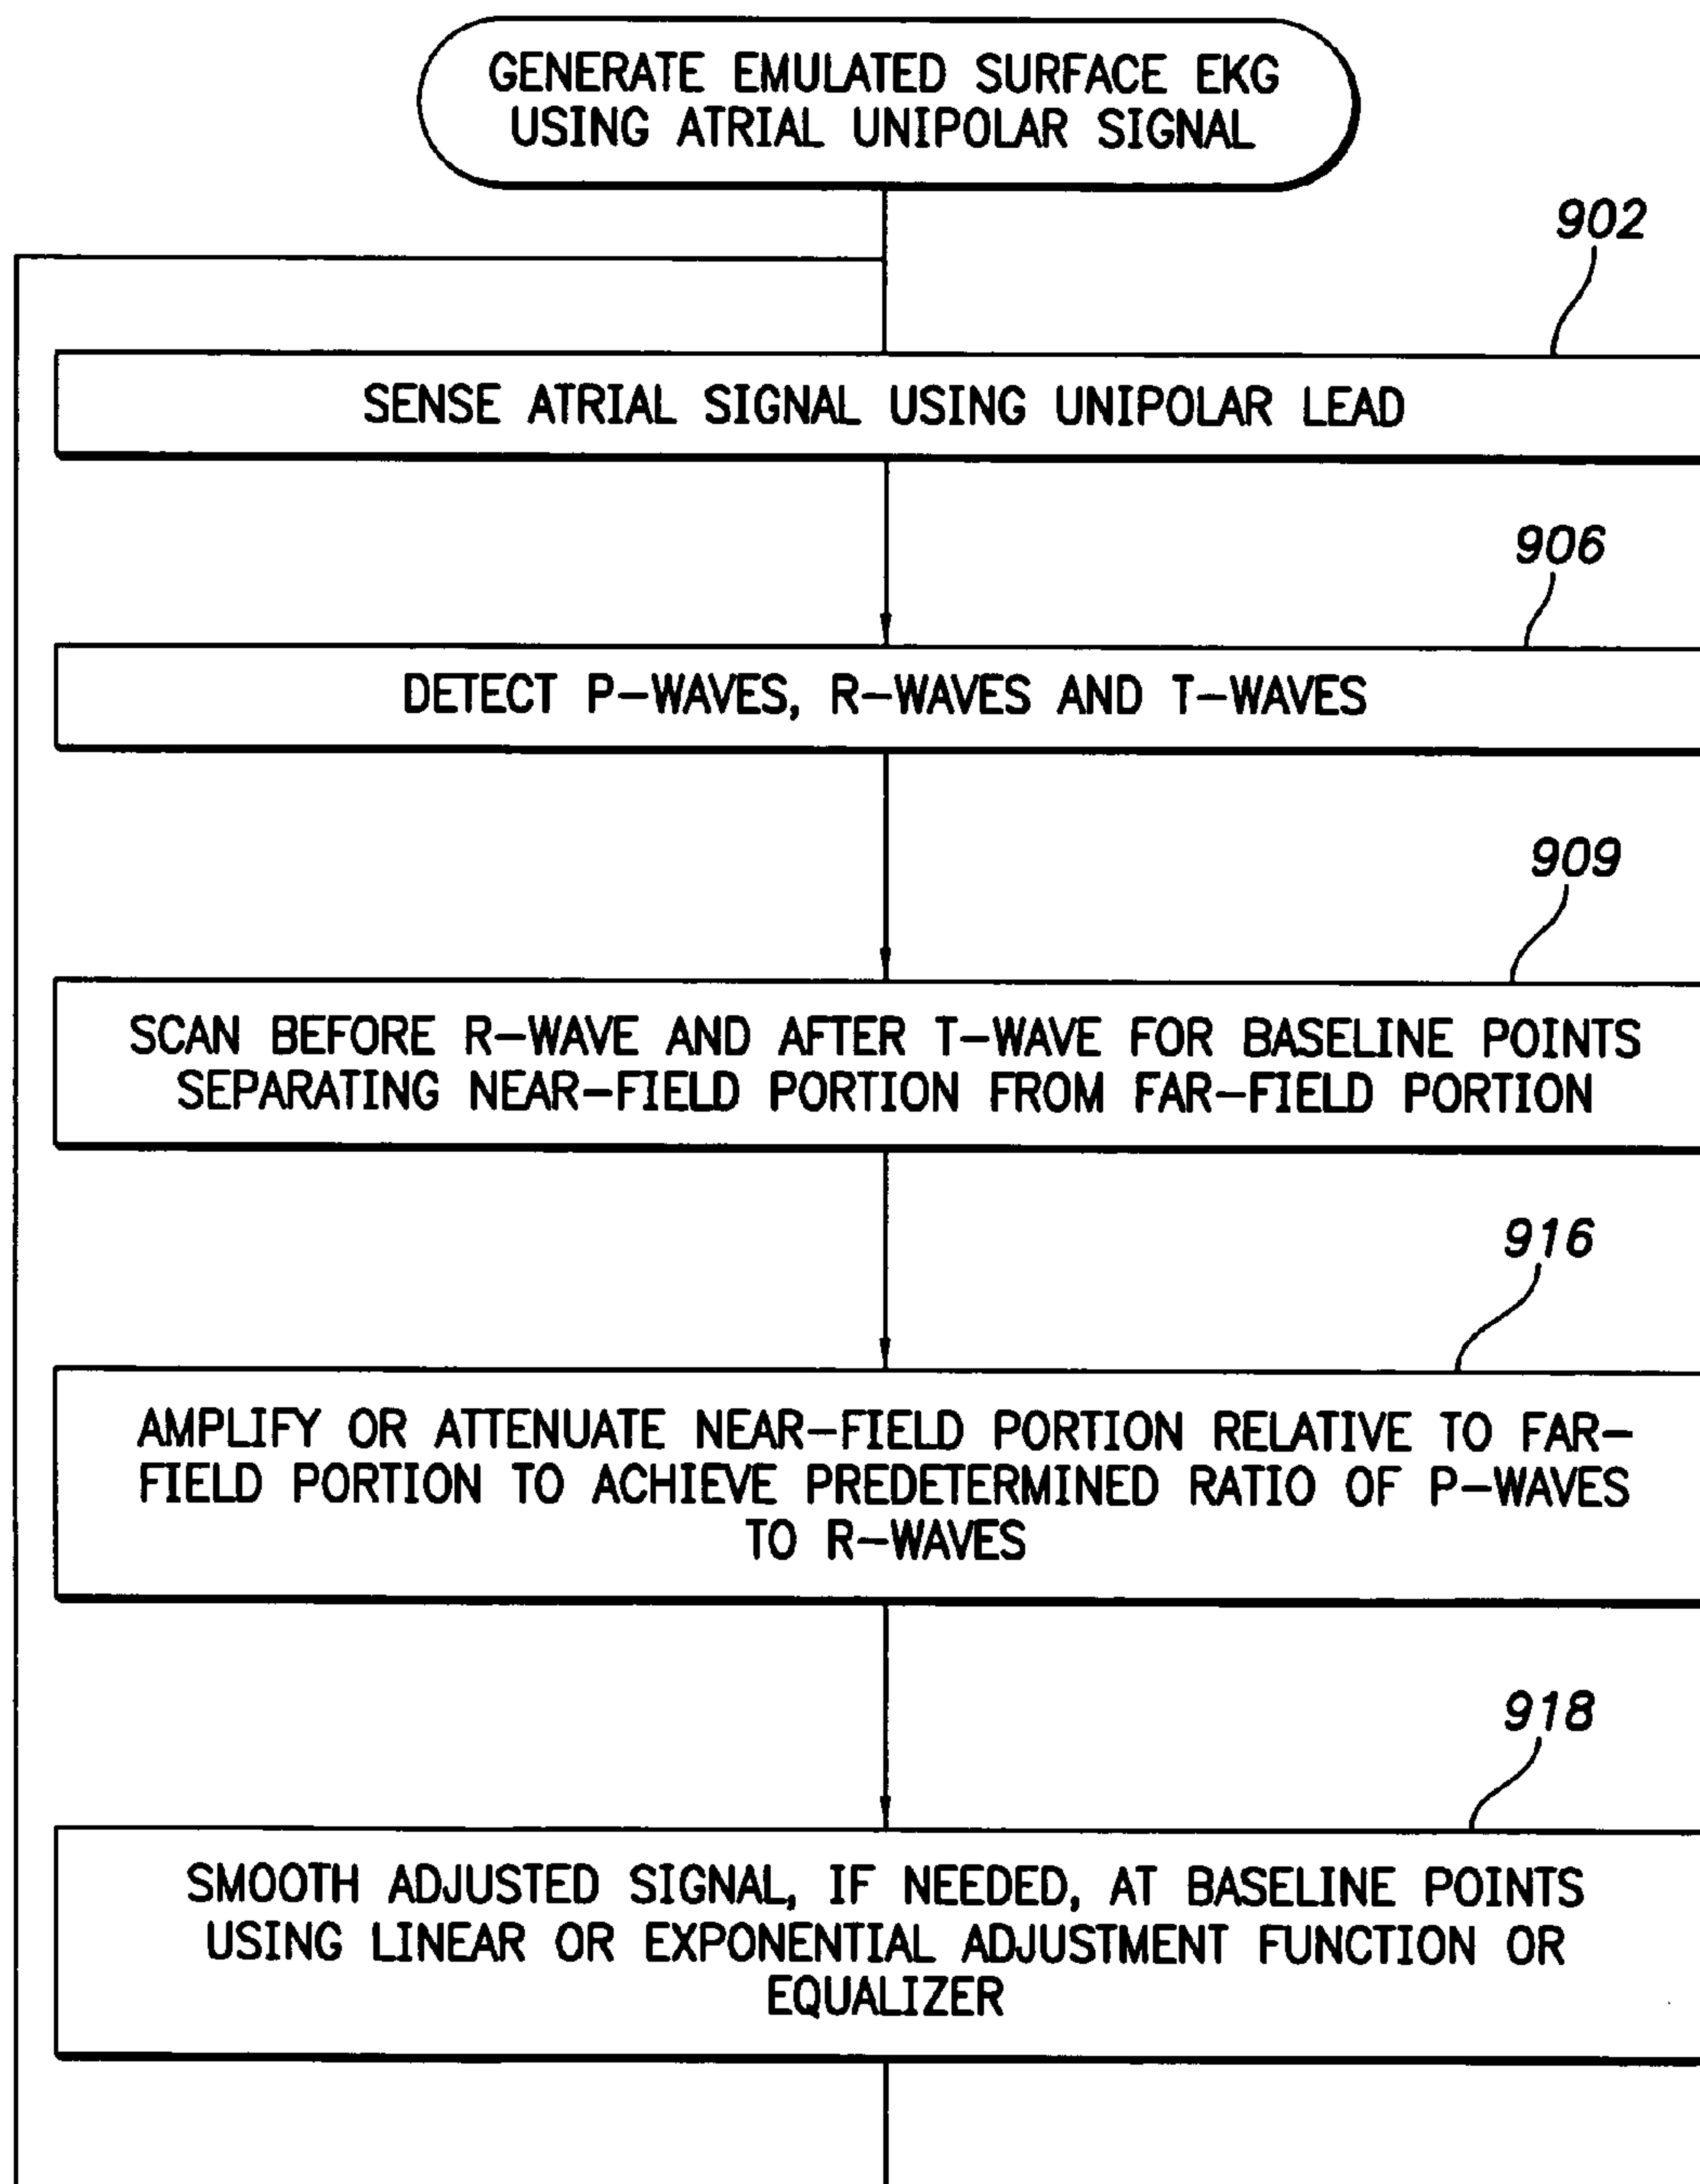 GENERATE EMULATED SURFACE EKG
USING ATRIAL UNIPOLAR SIGNAL
902
SENSE ATRIAL SIGNAL USING UNIPOLAR LEAD
906
DETECT P-WAVES, R-WAVES AND T-WAVES
909
SCAN BEFORE R-WAVE AND AFTER T-WAVE FOR BASELINE POINTS
SEPARATING NEAR-FIELD PORTION FROM FAR-FIELD PORTION
916
AMPLIFY OR ATTENUATE NEAR-FIELD PORTION RELATIVE TO FAR-
FIELD PORTION TO ACHIEVE PREDETERMINED RATIO OF P-WAVES
TO R-WAVES
918
SMOOTH ADJUSTED SIGNAL, IF NEEDED, AT BASELINE POINTS
USING LINEAR OR EXPONENTIAL ADJUSTMENT FUNCTION OR
EQUALIZER